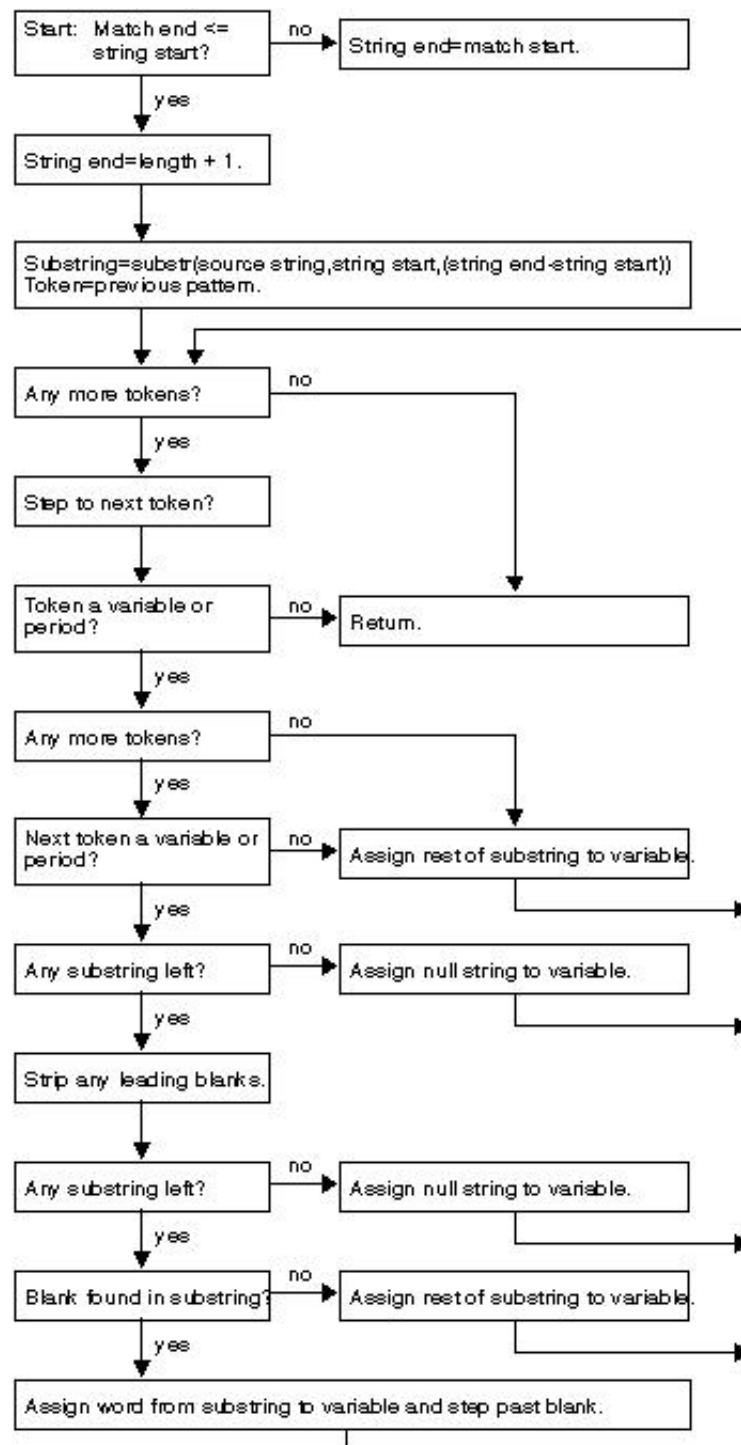 Start: Match end <=
string start?
no
String end=match start.
yes
String end=length + 1.
Substring=substr(source string,string start,(string end-string start))
Token=previous pattern.
Any more tokens?
no
yes
Step to next token?
Token a variable or
period?
no
Return.
yes
Any more tokens?
no
yes
Next token a variable or
period?
no
Assign rest of substring to variable.
yes
Any substring left?
no
Assign null string to variable.
yes
Strip any leading blanks.
Any substring left?
no
Assign null string to variable.
yes
Blank found in substring?
no
Assign rest of substring to variable.
yes
Assign word from substring to variable and step past blank.